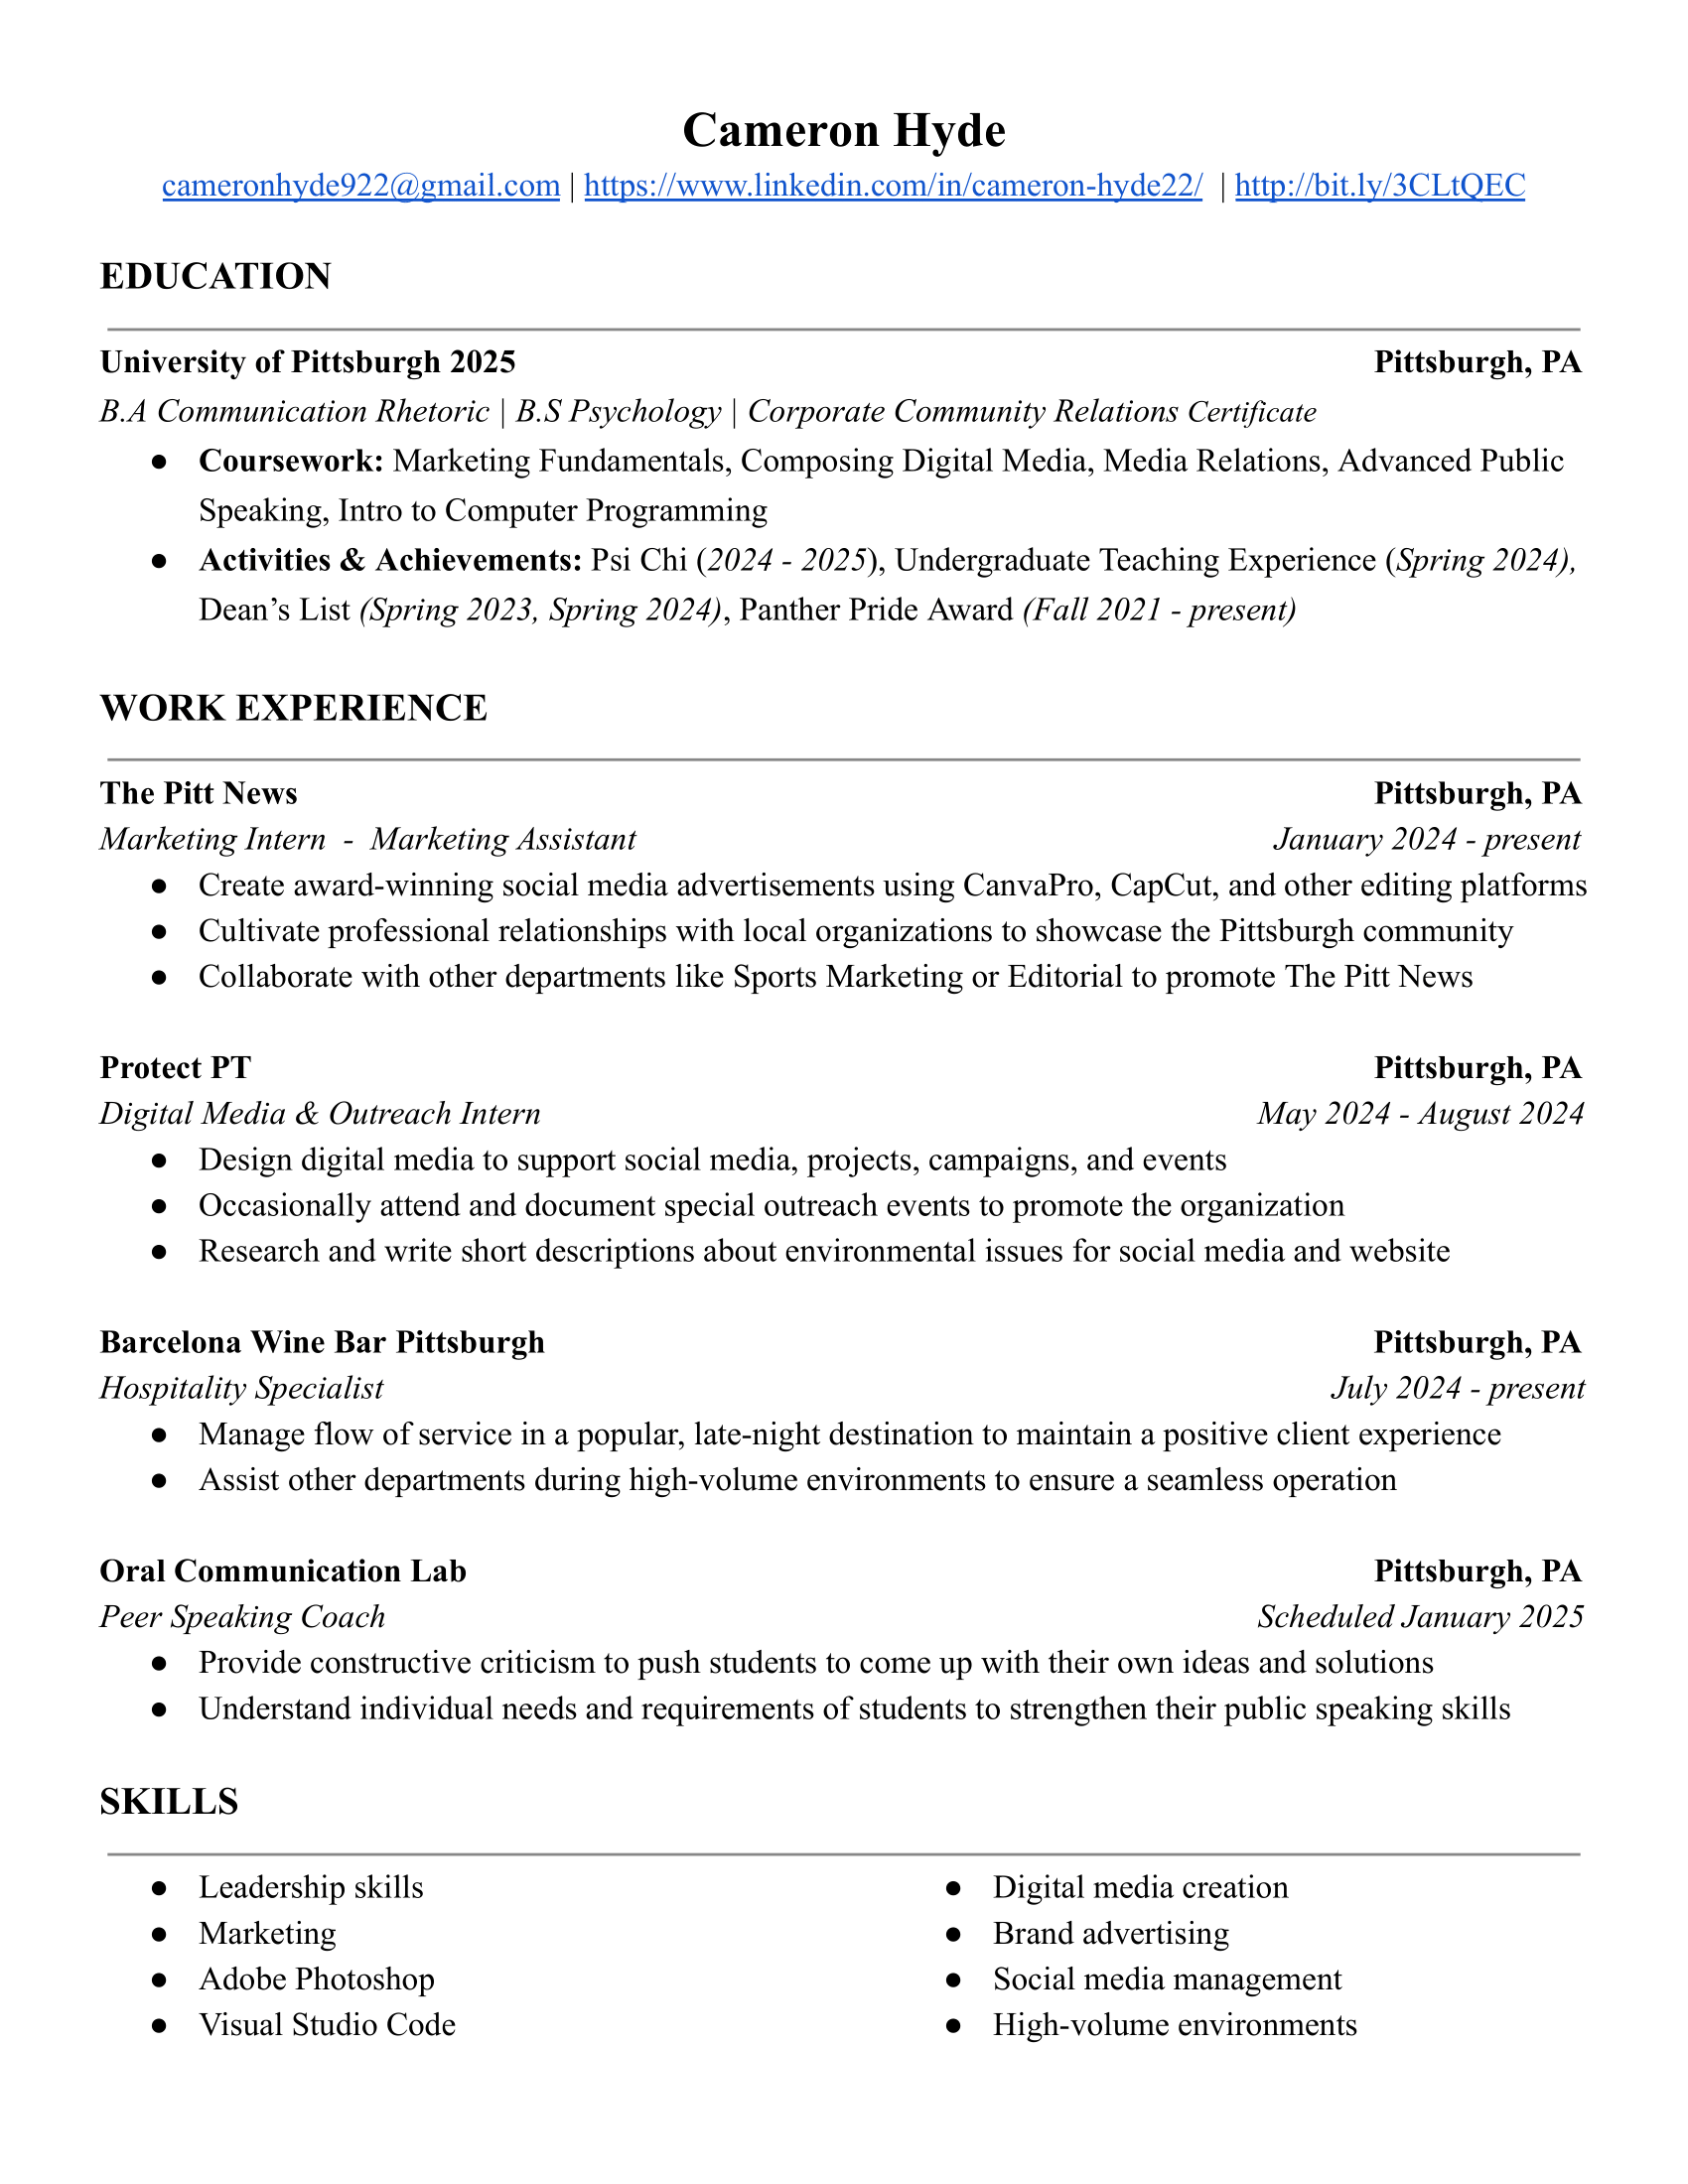 Cameron Hyde
cameronhyde922@gmail.com | https://www.linkedin.com/in/cameron-hyde22/ | http://bit.ly/3CLtQEC
EDUCATION
University of Pittsburgh 2025 Pittsburgh, PA
B.A Communication Rhetoric | B.S Psychology | Corporate Community Relations Certificate
● Coursework: Marketing Fundamentals, Composing Digital Media, Media Relations, Advanced Public
Speaking, Intro to Computer Programming
● Activities & Achievements: Psi Chi (2024 - 2025), Undergraduate Teaching Experience (Spring 2024),
Dean’s List (Spring 2023, Spring 2024), Panther Pride Award (Fall 2021 - present)
WORK EXPERIENCE
The Pitt News Pittsburgh, PA
Marketing Intern - Marketing Assistant January 2024 - present
● Create award-winning social media advertisements using CanvaPro, CapCut, and other editing platforms
● Cultivate professional relationships with local organizations to showcase the Pittsburgh community
● Collaborate with other departments like Sports Marketing or Editorial to promote The Pitt News
Protect PT Pittsburgh, PA
Digital Media & Outreach Intern May 2024 - August 2024
● Design digital media to support social media, projects, campaigns, and events
● Occasionally attend and document special outreach events to promote the organization
● Research and write short descriptions about environmental issues for social media and website
Barcelona Wine Bar Pittsburgh Pittsburgh, PA
Hospitality Specialist July 2024 - present
● Manage flow of service in a popular, late-night destination to maintain a positive client experience
● Assist other departments during high-volume environments to ensure a seamless operation
Oral Communication Lab Pittsburgh, PA
Peer Speaking Coach Scheduled January 2025
● Provide constructive criticism to push students to come up with their own ideas and solutions
● Understand individual needs and requirements of students to strengthen their public speaking skills
SKILLS
● Leadership skills
● Marketing
● Adobe Photoshop
● Visual Studio Code
● Digital media creation
● Brand advertising
● Social media management
● High-volume environments